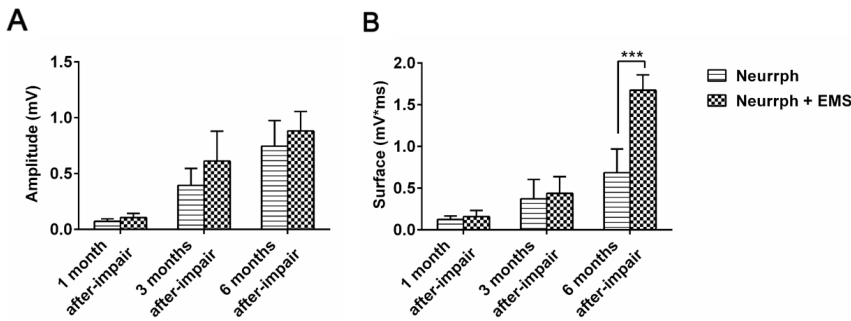 A
Amplitude (mV)
1.5
1.0
0.5
0.0
1 month
after-impair
3 months
after-impair
6 months
after-impair
B
Surface (mV*ms)
2.0
1.5
1.0
0.5
0.0
***
1 month
after-impair
3 months
after-impair
6 months
after-impair
Neurrph
Neurrph + EMS